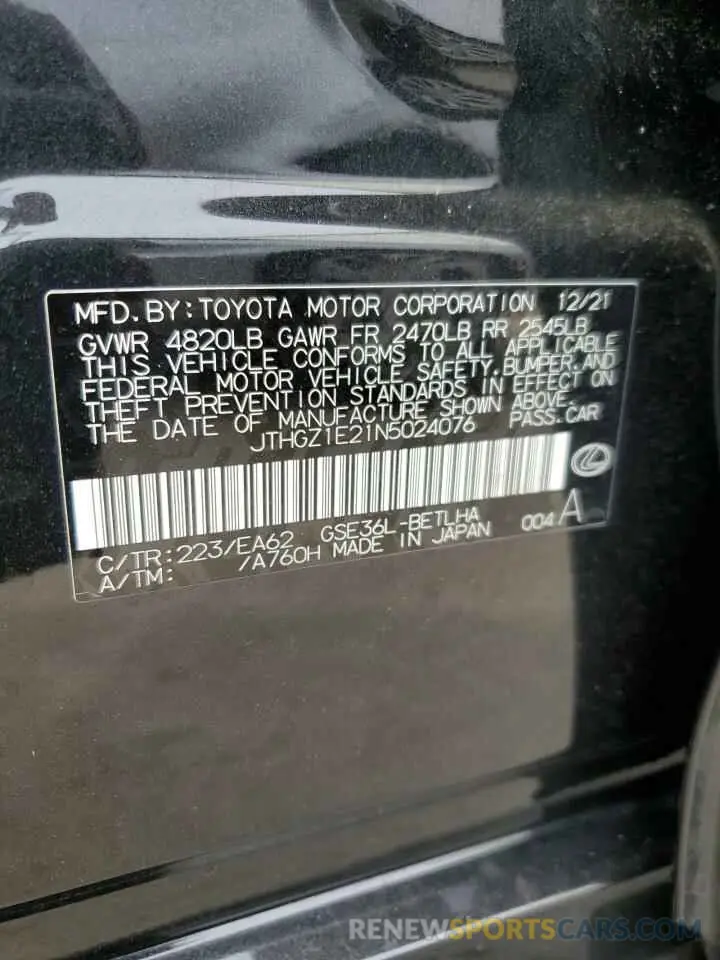 MFD. BY: TOYOTA MOTOR CORPORATION 12/21
GVWR 4820LB GAWR FR 2470LB RR 2545LB
THIS VEHICLE CONFORMS TO ALL APPLICABLE
FEDERAL MOTOR VEHICLE SAFETY, BUMPER, AND
THEFT PREVENTION STANDARDS IN EFFECT ON
THE DATE OF MANUFACTURE SHOWN ABOVE.
JTHGZ1E21N5024076 PASS. CAR
C/TR: 223/EA62 GSE36L-BETLHA 004 A
A/TM: /A760H MADE IN JAPAN
RENEWSPORTSCARS.COM